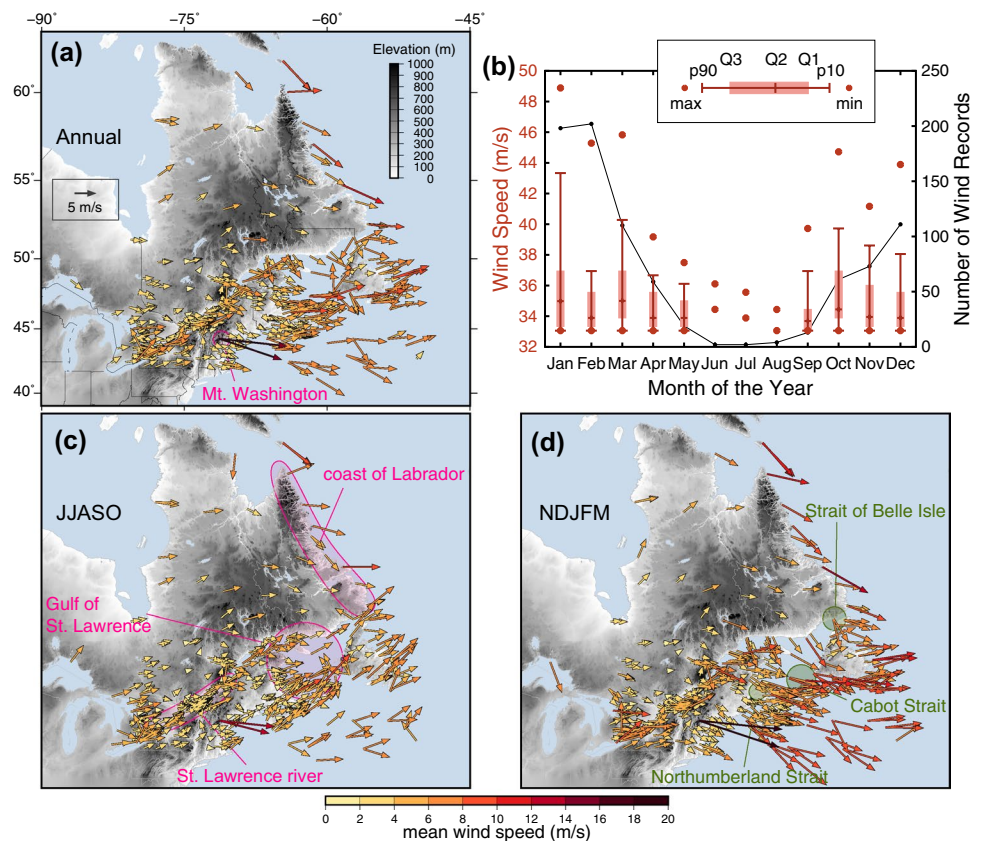 −90° −75° −60° −45°
(a)
Elevation (m)
1000
900
800
700
600
500
400
300
200
100
0
60°
55°
50°
45°
40°
Annual
5 m/s
Mt. Washington
(b)
Q3 Q2 Q1
p90 p10
max min
Wind Speed (m/s)
50
48
46
44
42
40
38
36
34
32
Number of Wind Records
250
200
150
100
50
0
Jan Feb Mar Apr May Jun Jul Aug Sep Oct Nov Dec
Month of the Year
(c)
coast of Labrador
JJASO
Gulf of
St. Lawrence
St. Lawrence river
(d)
NDJFM
Strait of Belle Isle
Cabot Strait
Northumberland Strait
0 2 4 6 8 10 12 14 16 18 20
mean wind speed (m/s)